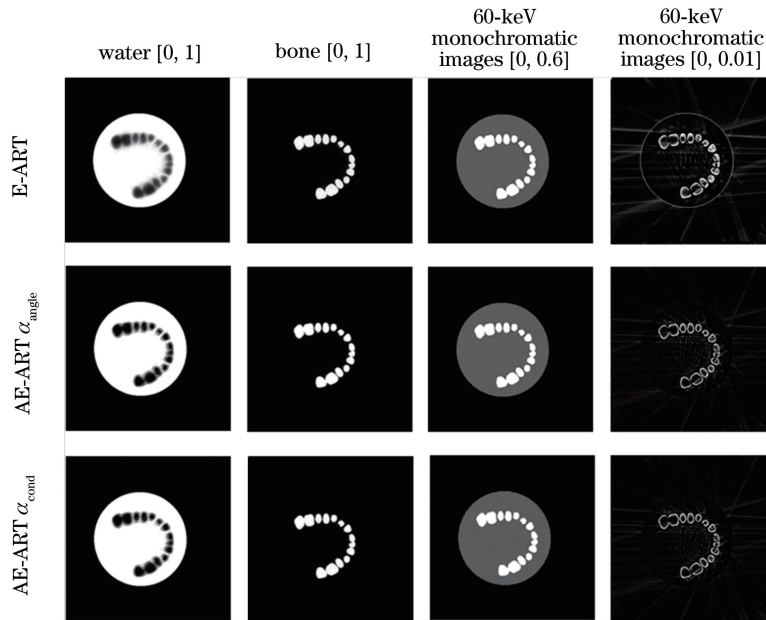 water [0, 1]
bone [0, 1]
60-keV
monochromatic
images [0, 0.6]
60-keV
monochromatic
images [0, 0.01]
E-ART
AE-ART α_angle
AE-ART α_cond